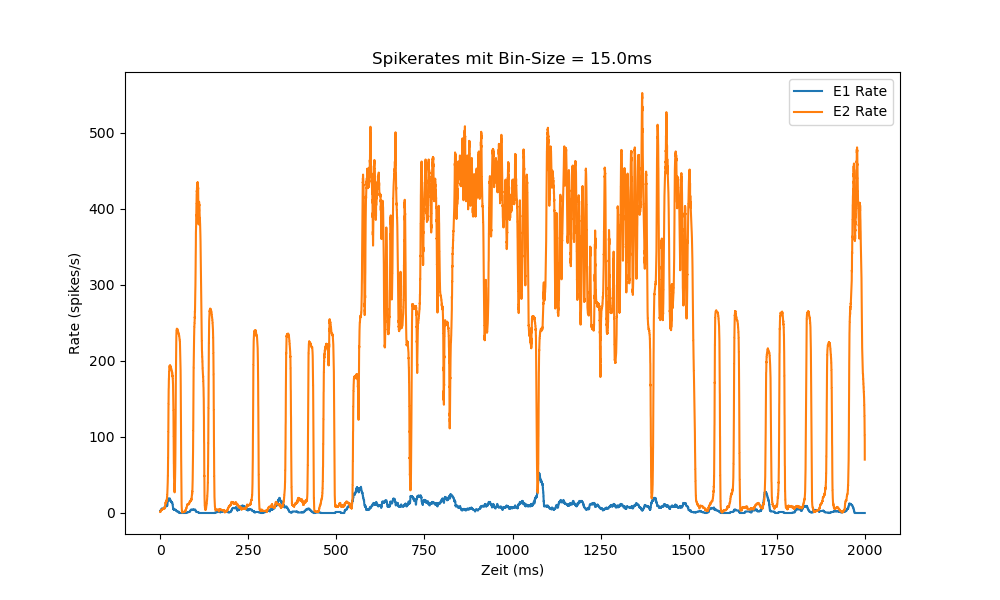 Spikerates mit Bin-Size = 15.0ms
E1 Rate
E2 Rate
Rate (spikes/s)
500
400
300
200
100
0
0 250 500 750 1000 1250 1500 1750 2000
Zeit (ms)